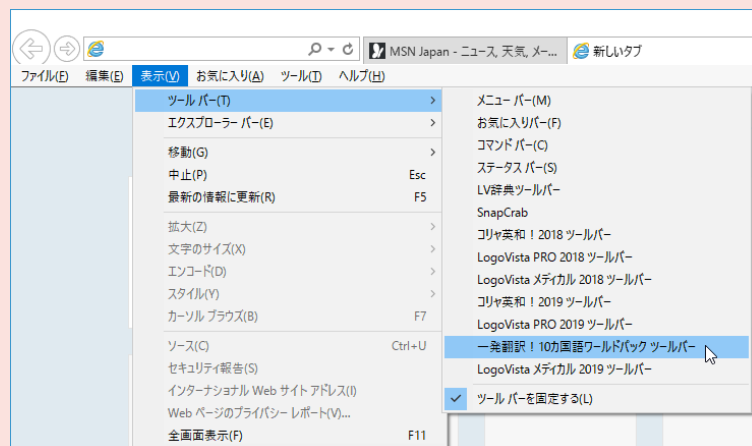 MSN Japan - ニュース, 天気, メー...
新しいタブ
ファイル(F) 編集(E) 表示(V) お気に入り(A) ツール(T) ヘルプ(H)
ツール バー(T)
エクスプローラー バー(E)
移動(G)
中止(P) Esc
最新の情報に更新(R) F5
拡大(Z)
文字のサイズ(X)
エンコード(D)
スタイル(Y)
カーソル ブラウズ(B) F7
ソース(C) Ctrl+U
セキュリティ報告(S)
インターナショナル Web サイト アドレス(I)
Web ページのプライバシー レポート(V)...
全画面表示(F) F11
メニュー バー(M)
お気に入りバー(F)
コマンド バー(C)
ステータス バー(S)
LV辞典ツールバー
SnapCrab
コリャ英和!2018 ツールバー
LogoVista PRO 2018 ツールバー
LogoVista メディカル 2018 ツールバー
コリャ英和!2019 ツールバー
LogoVista PRO 2019 ツールバー
一発翻訳!10カ国語ワールドパック ツールバー
LogoVista メディカル 2019 ツールバー
ツール バーを固定する(L)